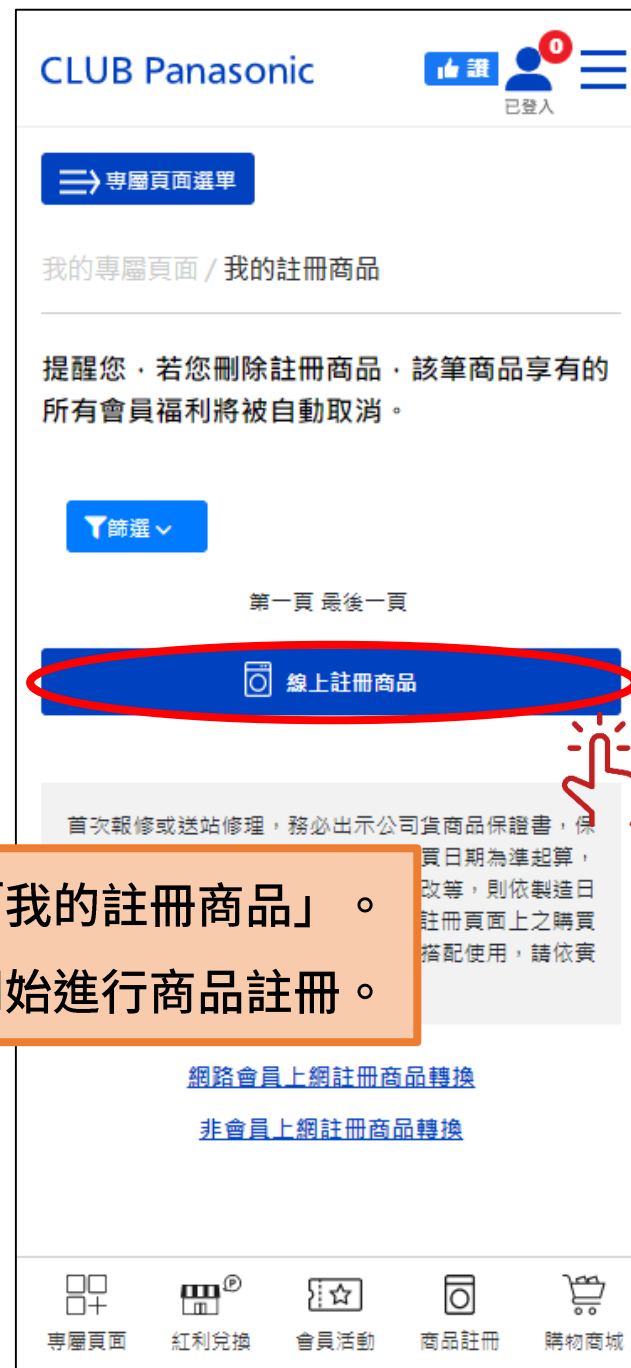 CLUB Panasonic
讚
0
已登入
專屬頁面選單
我的專屬頁面 / 我的註冊商品
提醒您，若您刪除註冊商品，該筆商品享有的
所有會員福利將被自動取消。
篩選
第一頁 最後一頁
線上註冊商品
首次報修或送站修理，務必出示公司貨商品保證書，保
買日期為準起算，
「我的註冊商品」。
改等，則依製造日
註冊頁面上之購買
始進行商品註冊。
搭配使用，請依實
網路會員上網註冊商品轉換
非會員上網註冊商品轉換
P
專屬頁面
紅利兌換
會員活動
商品註冊
購物商城